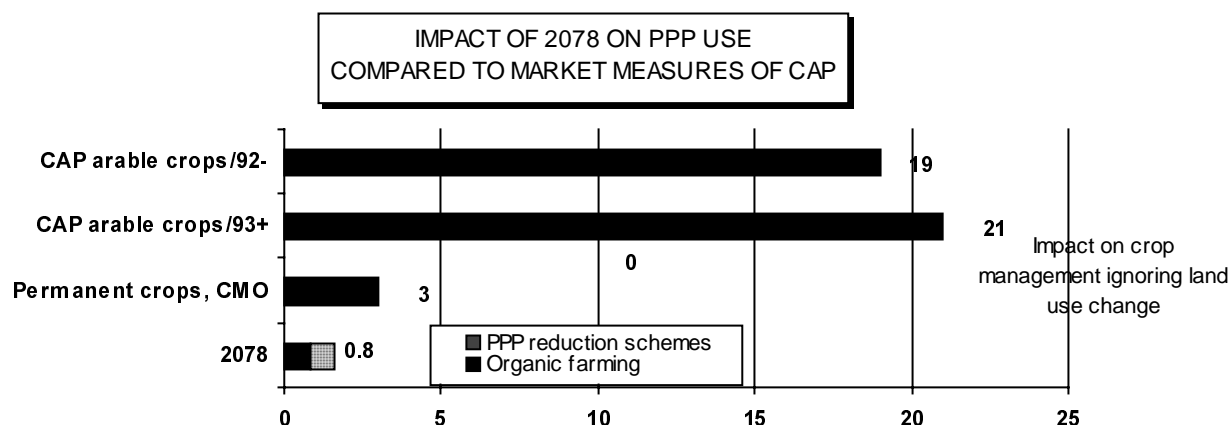 IMPACT OF 2078 ON PPP USE
COMPARED TO MARKET MEASURES OF CAP
CAP arable crops/92-
19
CAP arable crops/93+
21
0
Impact on crop
management ignoring land
use change
Permanent crops, CMO
3
2078
0.8
PPP reduction schemes
Organic farming
0
5
10
15
20
25